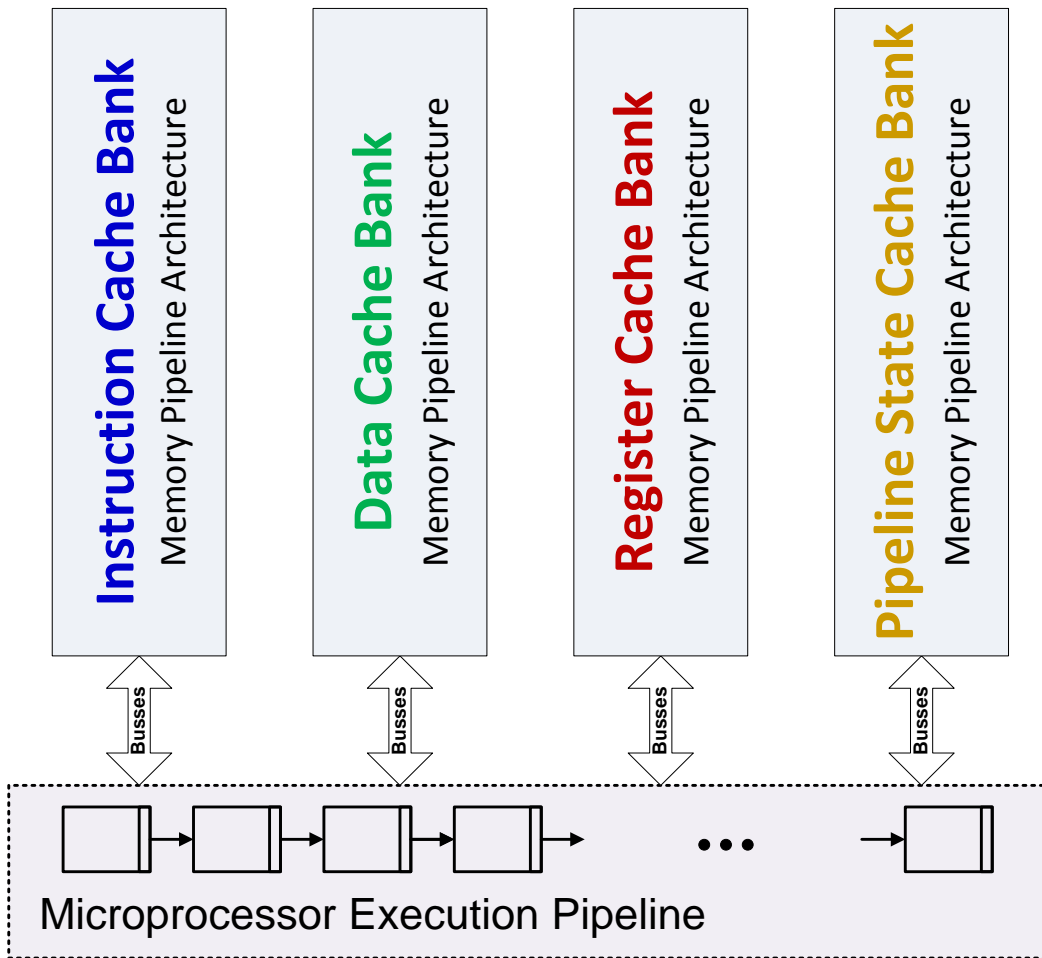 Instruction Cache Bank
Memory Pipeline Architecture
Data Cache Bank
Memory Pipeline Architecture
Register Cache Bank
Memory Pipeline Architecture
Pipeline State Cache Bank
Memory Pipeline Architecture
Busses
Busses
Busses
Busses
•••
Microprocessor Execution Pipeline